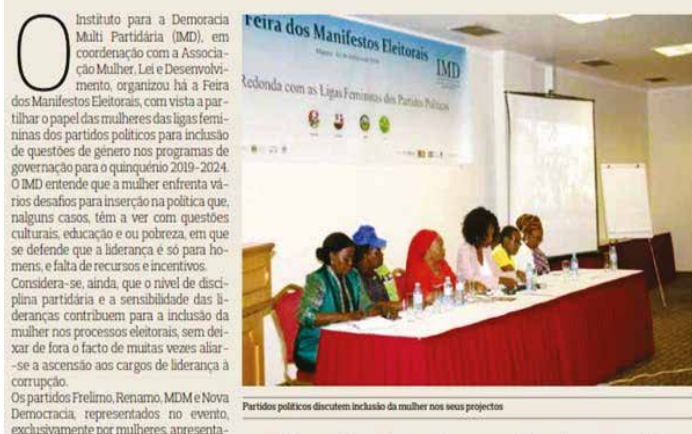 O Instituto para a Democracia
Multi Partidária (IMD), em
coordenação com a Associa-
ção Mulher, Lei e Desenvolvi-
mento, organizou há a Feira
dos Manifestos Eleitorais, com vista a par-
tilhar o papel das mulheres das ligas femi-
ninas dos partidos políticos para inclusão
de questões de género nos programas de
governação para o quinquénio 2019-2024.
O IMD entende que a mulher enfrenta vá-
rios desafios para inserção na política que,
nalguns casos, têm a ver com questões
culturais, educação e ou pobreza, em que
se defende que a liderança é só para ho-
mens, e falta de recursos e incentivos.
Considera-se, ainda, que o nível de disci-
plina partidária e a sensibilidade das li-
deranças contribuem para a inclusão da
mulher nos processos eleitorais, sem dei-
xar de fora o facto de muitas vezes aliar-
-se a ascensão aos cargos de liderança à
corrupção.
Os partidos Frelimo, Renamo, MDM e Nova
Democracia, representados no evento,
exclusivamente por mulheres, apresenta-
Feira dos Manifestos Eleitorais
IMD
Redonda com as Ligas Femininas dos Partidos Políticos
Partidos políticos discutem inclusão da mulher nos seus projectos